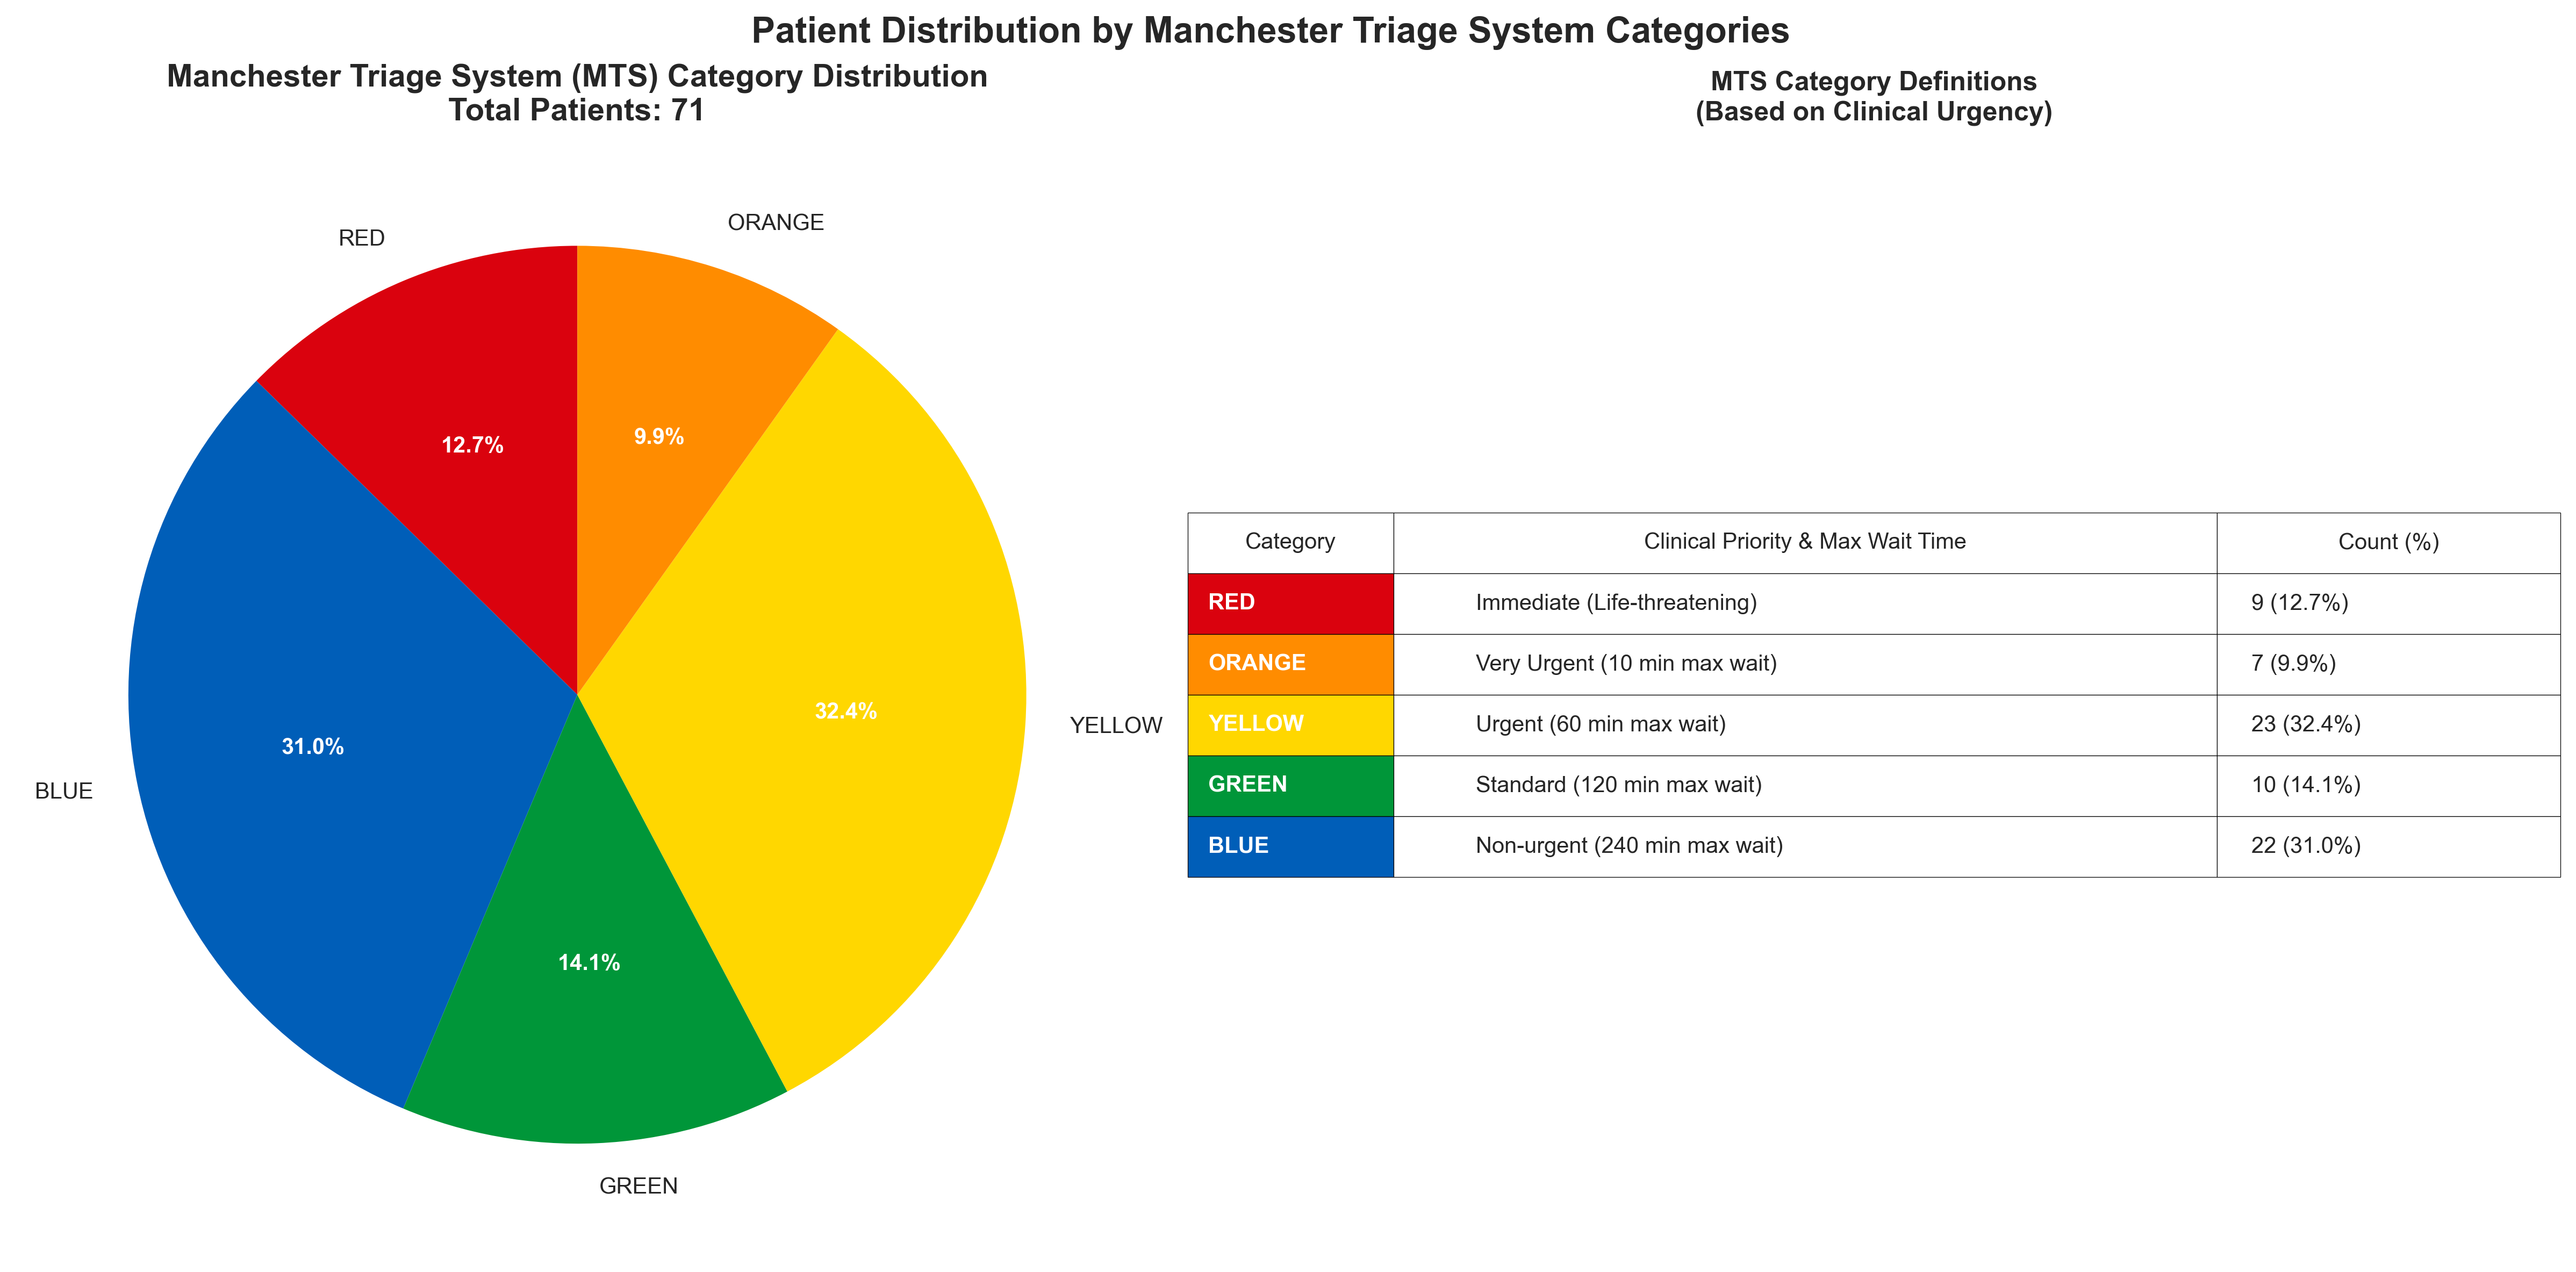 Patient Distribution by Manchester Triage System Categories
Manchester Triage System (MTS) Category Distribution
Total Patients: 71
RED
ORANGE
12.7%
9.9%
32.4%
YELLOW
31.0%
BLUE
14.1%
GREEN
MTS Category Definitions
(Based on Clinical Urgency)
Category Clinical Priority & Max Wait Time Count (%)
RED Immediate (Life-threatening) 9 (12.7%)
ORANGE Very Urgent (10 min max wait) 7 (9.9%)
YELLOW Urgent (60 min max wait) 23 (32.4%)
GREEN Standard (120 min max wait) 10 (14.1%)
BLUE Non-urgent (240 min max wait) 22 (31.0%)